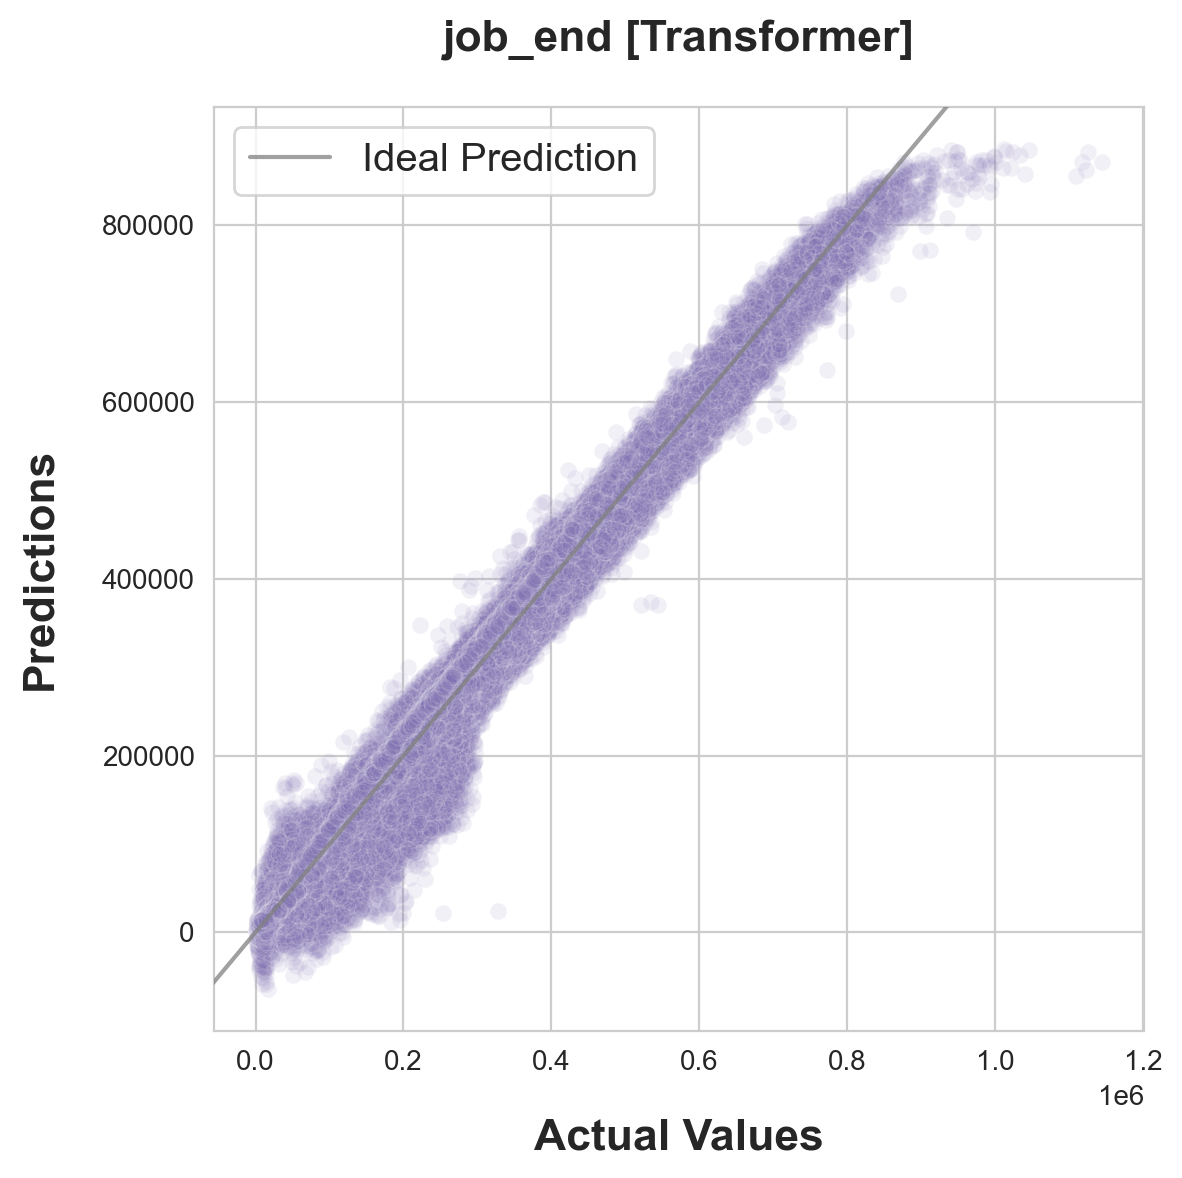 job_end [Transformer]
Ideal Prediction
800000
600000
400000
200000
0
Predictions
0.0 0.2 0.4 0.6 0.8 1.0 1.2
1e6
Actual Values